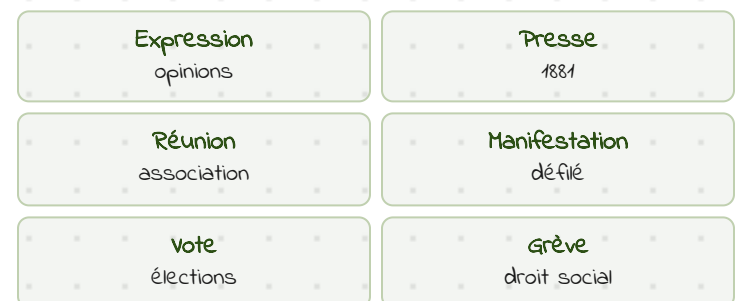 Expression
opinions
Presse
1881
Réunion
association
Manifestation
défilé
Vote
élections
Grève
droit social